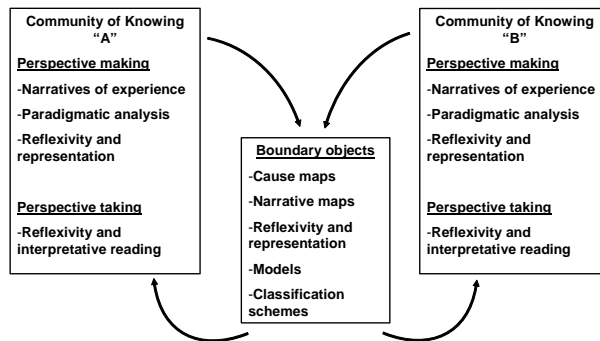 Community of Knowing
“A”
Perspective making
-Narratives of experience
-Paradigmatic analysis
-Reflexivity and
representation
Perspective taking
-Reflexivity and
interpretative reading
Boundary objects
-Cause maps
-Narrative maps
-Reflexivity and
representation
-Models
-Classification
schemes
Community of Knowing
“B”
Perspective making
-Narratives of experience
-Paradigmatic analysis
-Reflexivity and
representation
Perspective taking
-Reflexivity and
interpretative reading